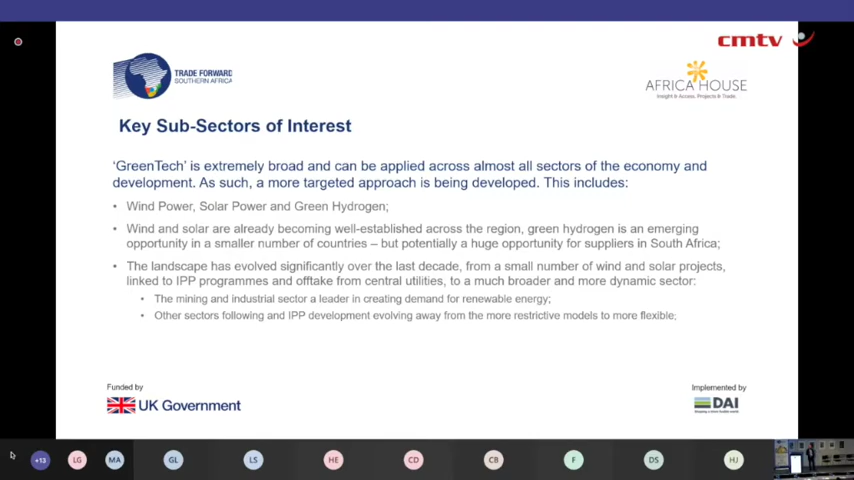 cmtv
TRADE FORWARD
SOUTHERN AFRICA
AFRICA HOUSE
Insight & Access, Projects & Trade.
Key Sub-Sectors of Interest
‘GreenTech’ is extremely broad and can be applied across almost all sectors of the economy and
development. As such, a more targeted approach is being developed. This includes:
• Wind Power, Solar Power and Green Hydrogen;
• Wind and solar are already becoming well-established across the region, green hydrogen is an emerging
opportunity in a smaller number of countries – but potentially a huge opportunity for suppliers in South Africa;
• The landscape has evolved significantly over the last decade, from a small number of wind and solar projects,
linked to IPP programmes and offtake from central utilities, to a much broader and more dynamic sector:
• The mining and industrial sector a leader in creating demand for renewable energy;
• Other sectors following and IPP development evolving away from the more restrictive models to more flexible;
Funded by
UK Government
Implemented by
DAI
+13 LG MA GL LS HE CD CB F DS HJ